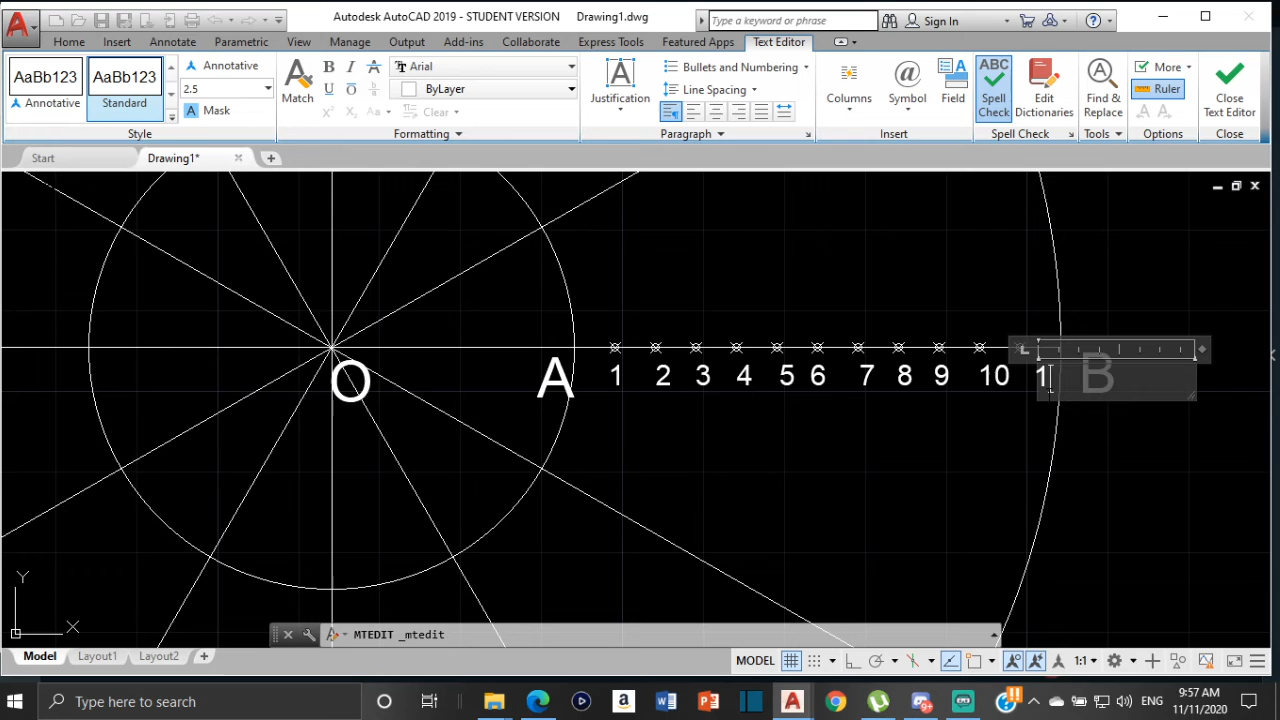 Autodesk AutoCAD 2019 - STUDENT VERSION Drawing1.dwg
Type a keyword or phrase
Sign In
Home Insert Annotate Parametric View Manage Output Add-ins Collaborate Express Tools Featured Apps Text Editor
AaBb123 AaBb123
Annotative Standard
Annotative
2.5
Mask
Style
Match
B I A
U O
Arial
ByLayer
Clear
Formatting
Justification
Bullets and Numbering
Line Spacing
Paragraph
Columns
@
Symbol
Field
Insert
ABC
Spell Check
Edit Dictionaries
Spell Check
Find & Replace
Tools
More
Ruler
Options
Close Text Editor
Close
Start Drawing1*
O A 1 2 3 4 5 6 7 8 9 10 1 B
Y
X
MTEDIT _mtedit
Model Layout1 Layout2 +
MODEL 1:1
Type here to search
ENG
9:57 AM
11/11/2020